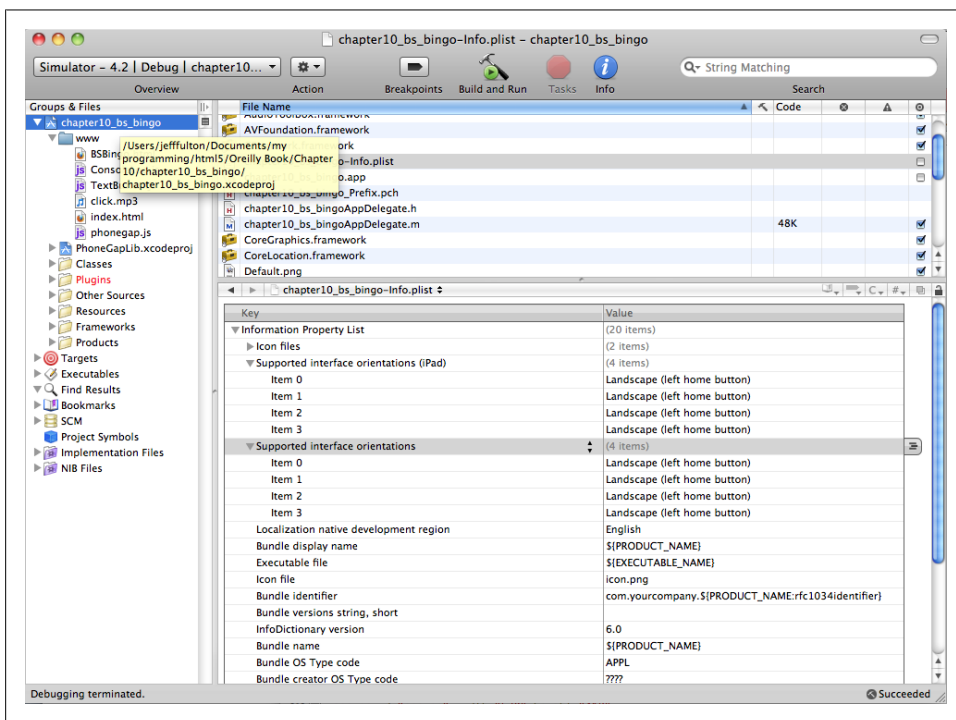 chapter10_bs_bingo-Info.plist – chapter10_bs_bingo
Simulator – 4.2 | Debug | chapter10...
String Matching
Overview
Action
Breakpoints
Build and Run
Tasks
Info
Search
Groups & Files
File Name
Code
chapter10_bs_bingo
www
BSBing
js Conso
js TextB
click.mp3
index.html
js phonegap.js
PhoneGapLib.xcodeproj
Classes
Plugins
Other Sources
Resources
Frameworks
Products
Targets
Executables
Find Results
Bookmarks
SCM
Project Symbols
Implementation Files
NIB Files
/Users/jefffulton/Documents/my
programming/html5/Oreilly Book/Chapter
10/chapter10_bs_bingo/
chapter10_bs_bingo.xcodeproj
AudioToolbox.framework
AVFoundation.framework
ork
o-Info.plist
o.app
chapter10_bs_bingo_Prefix.pch
chapter10_bs_bingoAppDelegate.h
chapter10_bs_bingoAppDelegate.m 48K
CoreGraphics.framework
CoreLocation.framework
Default.png
chapter10_bs_bingo-Info.plist
C #
Key Value
Information Property List (20 items)
Icon files (2 items)
Supported interface orientations (iPad) (4 items)
Item 0 Landscape (left home button)
Item 1 Landscape (left home button)
Item 2 Landscape (left home button)
Item 3 Landscape (left home button)
Supported interface orientations (4 items)
Item 0 Landscape (left home button)
Item 1 Landscape (left home button)
Item 2 Landscape (left home button)
Item 3 Landscape (left home button)
Localization native development region English
Bundle display name ${PRODUCT_NAME}
Executable file ${EXECUTABLE_NAME}
Icon file icon.png
Bundle identifier com.yourcompany.${PRODUCT_NAME:rfc1034identifier}
Bundle versions string, short
InfoDictionary version 6.0
Bundle name ${PRODUCT_NAME}
Bundle OS Type code APPL
Bundle creator OS Type code ????
Debugging terminated.
Succeeded